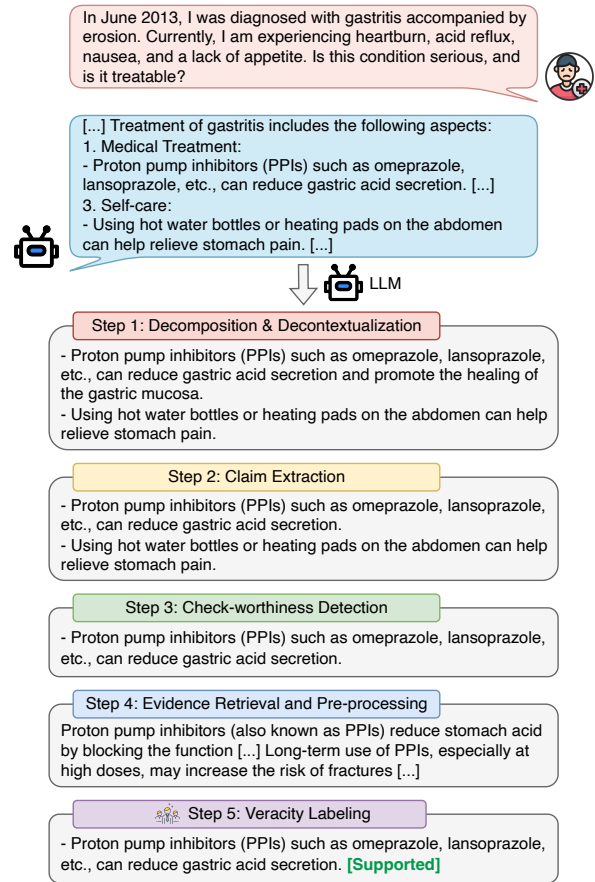 In June 2013, I was diagnosed with gastritis accompanied by
erosion. Currently, I am experiencing heartburn, acid reflux,
nausea, and a lack of appetite. Is this condition serious, and
is it treatable?
[...] Treatment of gastritis includes the following aspects:
1. Medical Treatment:
- Proton pump inhibitors (PPIs) such as omeprazole,
lansoprazole, etc., can reduce gastric acid secretion. [...]
3. Self-care:
- Using hot water bottles or heating pads on the abdomen
can help relieve stomach pain. [...]
LLM
Step 1: Decomposition & Decontextualization
- Proton pump inhibitors (PPIs) such as omeprazole, lansoprazole,
etc., can reduce gastric acid secretion and promote the healing of
the gastric mucosa.
- Using hot water bottles or heating pads on the abdomen can help
relieve stomach pain.
Step 2: Claim Extraction
- Proton pump inhibitors (PPIs) such as omeprazole, lansoprazole,
etc., can reduce gastric acid secretion.
- Using hot water bottles or heating pads on the abdomen can help
relieve stomach pain.
Step 3: Check-worthiness Detection
- Proton pump inhibitors (PPIs) such as omeprazole, lansoprazole,
etc., can reduce gastric acid secretion.
Step 4: Evidence Retrieval and Pre-processing
Proton pump inhibitors (also known as PPIs) reduce stomach acid
by blocking the function [...] Long-term use of PPIs, especially at
high doses, may increase the risk of fractures [...]
Step 5: Veracity Labeling
- Proton pump inhibitors (PPIs) such as omeprazole, lansoprazole,
etc., can reduce gastric acid secretion. [Supported]